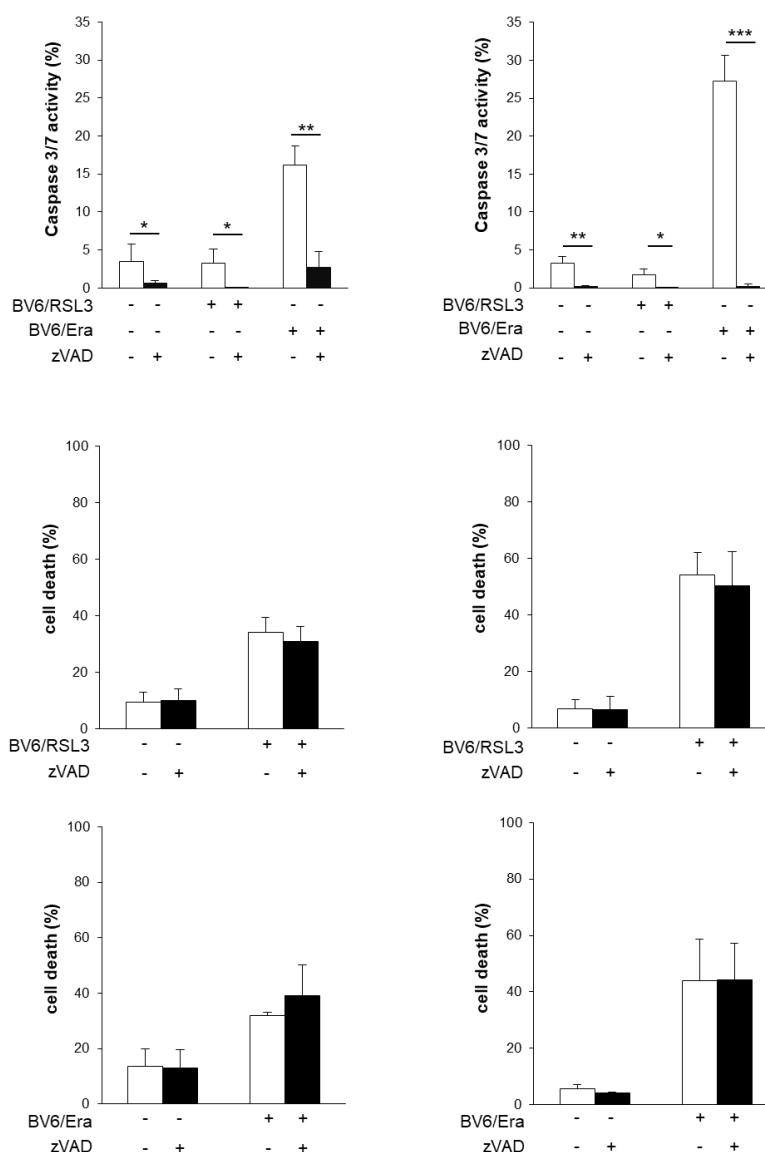 35
30
25
20
15
10
5
0
Caspase 3/7 activity (%)
* * **
BV6/RSL3 - - + + - -
BV6/Era - - - - + +
zVAD - + - + - +
35
30
25
20
15
10
5
0
Caspase 3/7 activity (%)
** * ***
BV6/RSL3 - - + + - -
BV6/Era - - - - + +
zVAD - + - + - +
100
80
60
40
20
0
cell death (%)
BV6/RSL3 - - + +
zVAD - + - +
100
80
60
40
20
0
cell death (%)
BV6/RSL3 - - + +
zVAD - + - +
100
80
60
40
20
0
cell death (%)
BV6/Era - - + +
zVAD - + - +
100
80
60
40
20
0
cell death (%)
BV6/Era - - + +
zVAD - + - +